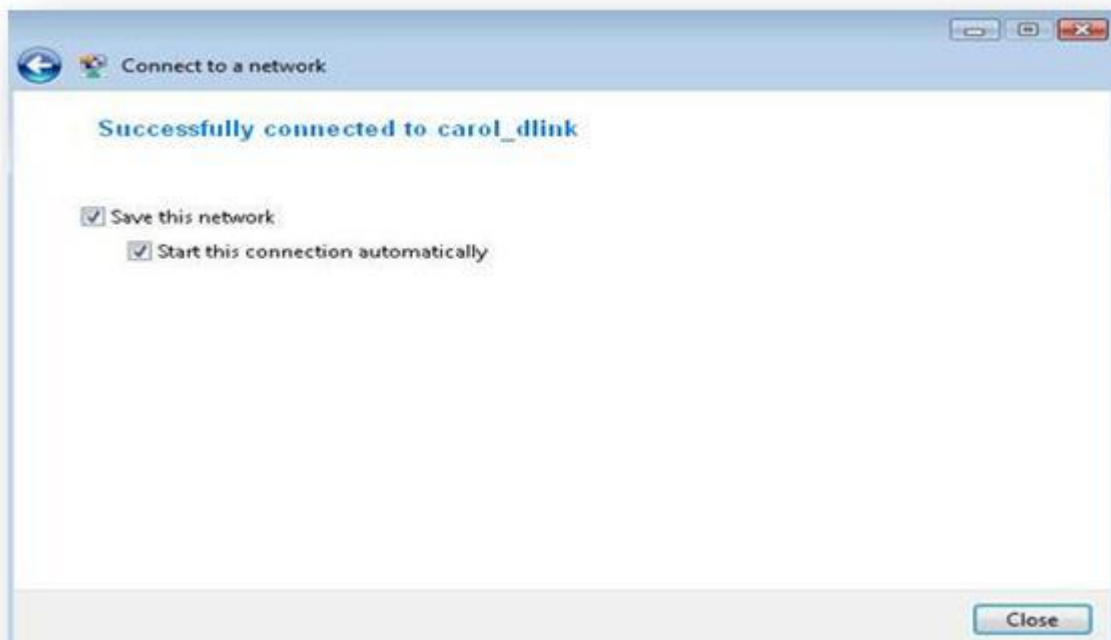 Connect to a network
Successfully connected to carol_dlink
Save this network
Start this connection automatically
Close